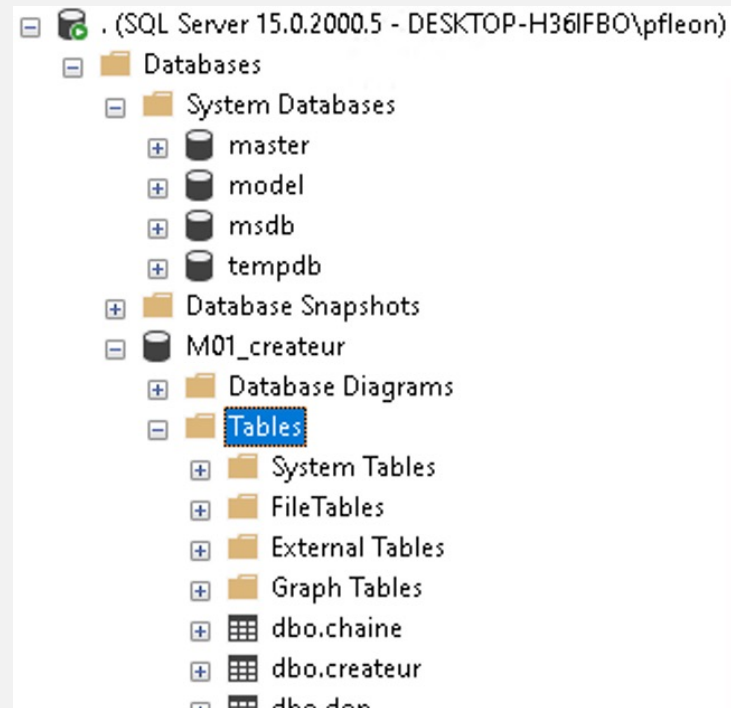 . (SQL Server 15.0.2000.5 - DESKTOP-H36IFBO\pfleon)
Databases
System Databases
master
model
msdb
tempdb
Database Snapshots
M01_createur
Database Diagrams
Tables
System Tables
FileTables
External Tables
Graph Tables
dbo.chaine
dbo.createur